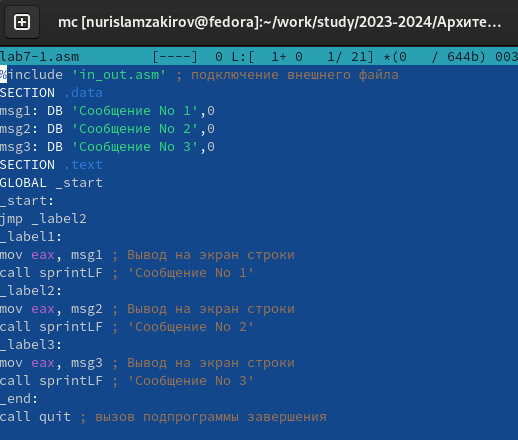 mc [nurislamzakirov@fedora]:~/work/study/2023-2024/Архите...
lab7-1.asm [----] 0 L:[ 1+ 0 1/ 21] *(0 / 644b) 003
%include 'in_out.asm' ; подключение внешнего файла
SECTION .data
msg1: DB 'Сообщение No 1',0
msg2: DB 'Сообщение No 2',0
msg3: DB 'Сообщение No 3',0
SECTION .text
GLOBAL _start
_start:
jmp _label2
_label1:
mov eax, msg1 ; Вывод на экран строки
call sprintLF ; 'Сообщение No 1'
_label2:
mov eax, msg2 ; Вывод на экран строки
call sprintLF ; 'Сообщение No 2'
_label3:
mov eax, msg3 ; Вывод на экран строки
call sprintLF ; 'Сообщение No 3'
_end:
call quit ; вызов подпрограммы завершения